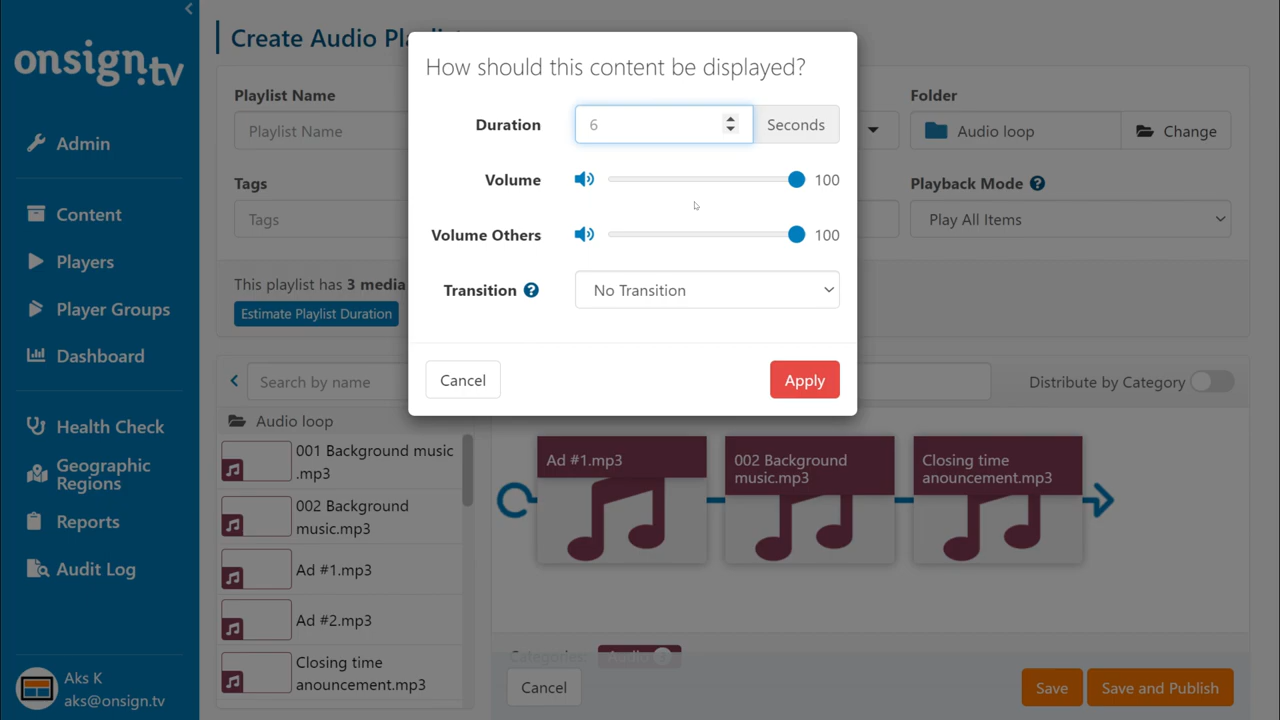 onsign.tv
Admin
Content
Players
Player Groups
Dashboard
Health Check
Geographic
Regions
Reports
Audit Log
Aks K
aks@onsign.tv
Create Audio
Playlist Name
Playlist Name
Folder
Audio loop
Change
Tags
Tags
Playback Mode ?
Play All Items
This playlist has 3 media
Estimate Playlist Duration
How should this content be displayed?
Duration
6
Seconds
Volume
100
Volume Others
100
Transition ?
No Transition
Cancel
Apply
Search by name
Distribute by Category
Audio loop
001 Background music
.mp3
002 Background
music.mp3
Ad #1.mp3
Ad #2.mp3
Closing time
anouncement.mp3
Ad #1.mp3
002 Background
music.mp3
Closing time
anouncement.mp3
Categories:
Audio
Cancel
Save
Save and Publish